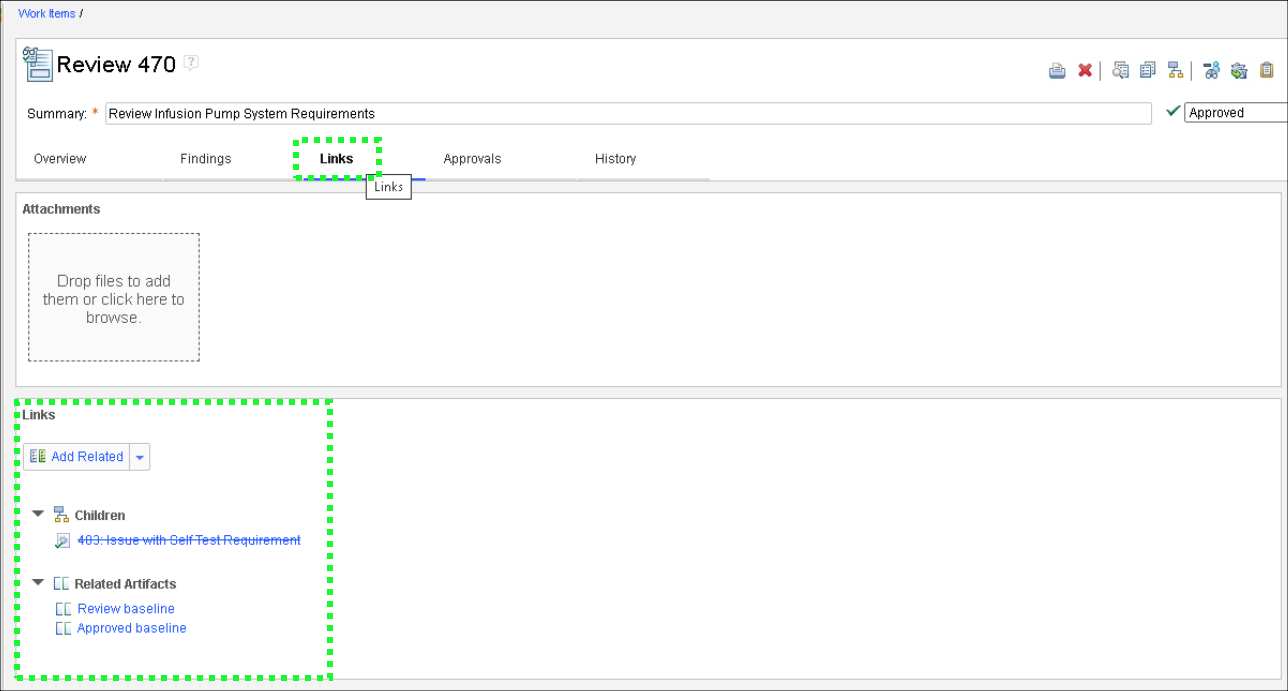 Work Items /
Review 470 ?
Summary: * Review Infusion Pump System Requirements Approved
Overview Findings Links Approvals History
Links
Attachments
Drop files to add
them or click here to
browse.
Links
Add Related
Children
403: Issue with Self Test Requirement
Related Artifacts
Review baseline
Approved baseline